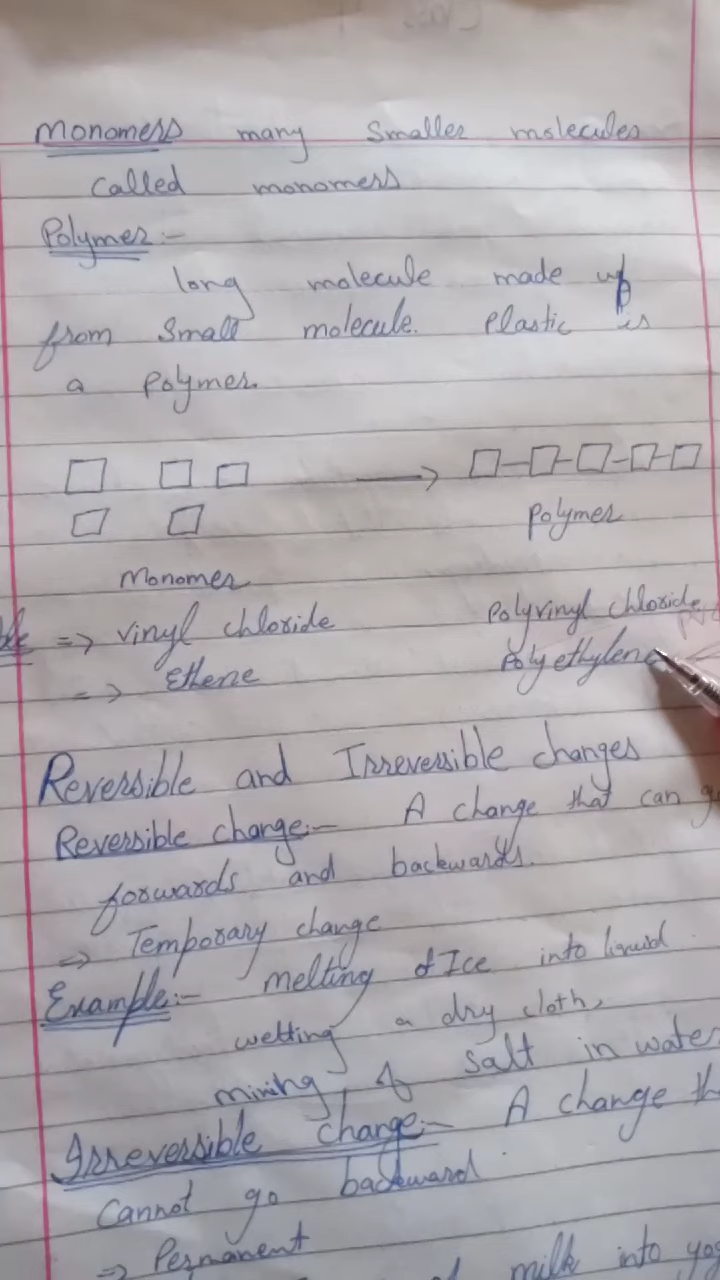 Monomers many Smaller molecules
called monomers
Polymer:-
long molecule made up
from Small molecule. Plastic is
a Polymer.
Polymer
Monomer
=> Vinyl chloride Polyvinyl chloride
=> Ethene Polyethylene
Reversible and Irreversible changes
Reversible change:- A change that can
forwards and backwards.
=> Temporary change
Example:- melting of Ice into liquid
wetting a dry cloth,
mixing of salt in water
Irreversible change:- A change th
Cannot go backward
=> Permanent
milk into yog